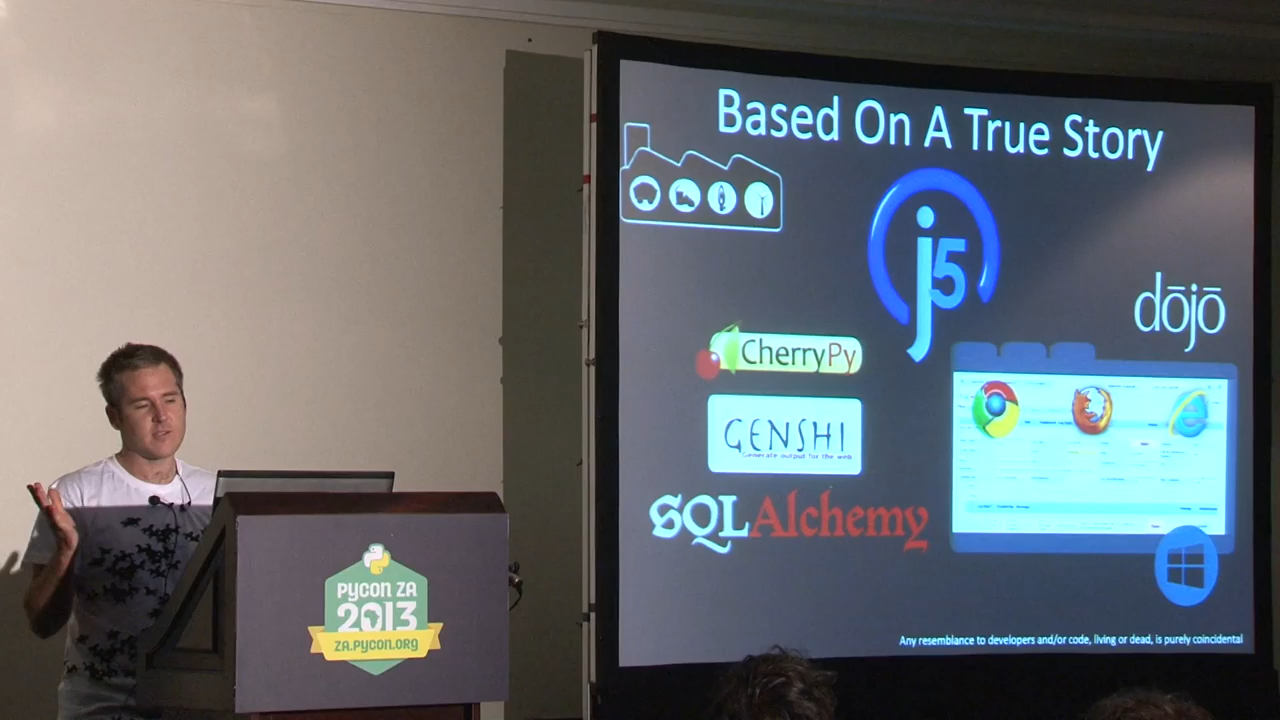 Based On A True Story
j5
dōjō
CherryPy
GENSHI
Generate output for the web
SQLAlchemy
Any resemblance to developers and/or code, living or dead, is purely coincidental
PYCON ZA
2013
ZA.PYCON.ORG